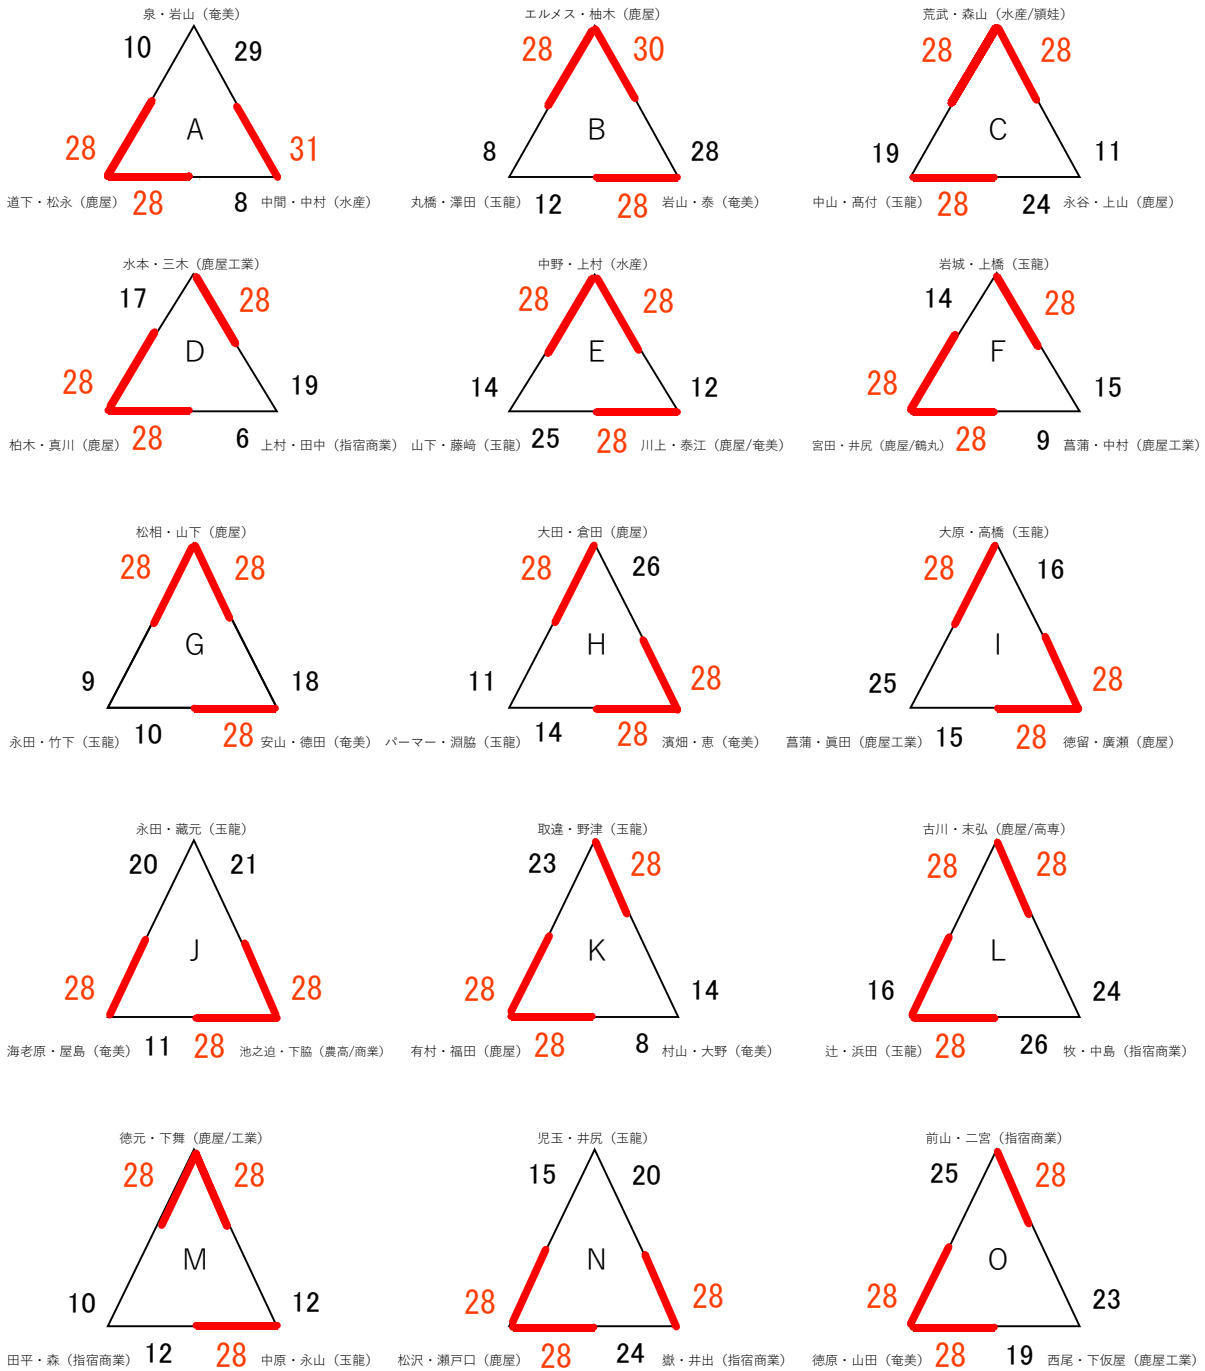 泉・岩山（奄美） エルメス・柚木（鹿屋） 荒武・森山（水産/頴娃）
10 29 28 30 28 28
A B C
28 31 8 28 19 11
道下・松永（鹿屋） 28 8 中間・中村（水産） 丸橋・澤田（玉龍） 12 28 岩山・泰（奄美） 中山・髙付（玉龍） 28 24 永谷・上山（鹿屋）
水本・三木（鹿屋工業） 中野・上村（水産） 岩城・上橋（玉龍）
17 28 28 28 14 28
D E F
28 19 14 12 28 15
柏木・真川（鹿屋） 28 6 上村・田中（指宿商業） 山下・藤﨑（玉龍） 25 28 川上・泰江（鹿屋/奄美） 宮田・井尻（鹿屋/鶴丸） 28 9 菖蒲・中村（鹿屋工業）
松相・山下（鹿屋） 大田・倉田（鹿屋） 大原・高橋（玉龍）
28 28 28 26 28 16
G H I
9 18 11 28 25 28
永田・竹下（玉龍） 10 28 安山・德田（奄美） パーマー・淵脇（玉龍） 14 28 濱畑・恵（奄美） 菖蒲・眞田（鹿屋工業） 15 28 徳留・廣瀬（鹿屋）
永田・藏元（玉龍） 取違・野津（玉龍） 古川・末弘（鹿屋/高専）
20 21 23 28 28 28
J K L
28 28 28 14 16 24
海老原・屋島（奄美） 11 28 池之迫・下脇（農高/商業） 有村・福田（鹿屋） 28 8 村山・大野（奄美） 辻・浜田（玉龍） 28 26 牧・中島（指宿商業）
徳元・下舞（鹿屋/工業） 児玉・井尻（玉龍） 前山・二宮（指宿商業）
28 28 15 20 25 28
M N O
10 12 28 28 28 23
田平・森（指宿商業） 12 28 中原・永山（玉龍） 松沢・瀬戸口（鹿屋） 28 24 嶽・井出（指宿商業） 徳原・山田（奄美） 28 19 西尾・下仮屋（鹿屋工業）